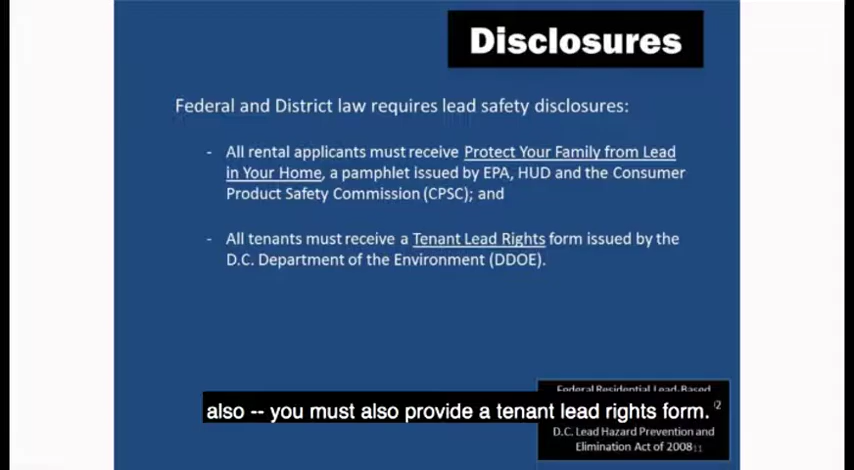 Disclosures
Federal and District law requires lead safety disclosures:
- All rental applicants must receive Protect Your Family from Lead
in Your Home, a pamphlet issued by EPA, HUD and the Consumer
Product Safety Commission (CPSC); and
- All tenants must receive a Tenant Lead Rights form issued by the
D.C. Department of the Environment (DDOE).
Federal Residential Lead-Based
also -- you must also provide a tenant lead rights form.
D.C. Lead Hazard Prevention and
Elimination Act of 2008
11